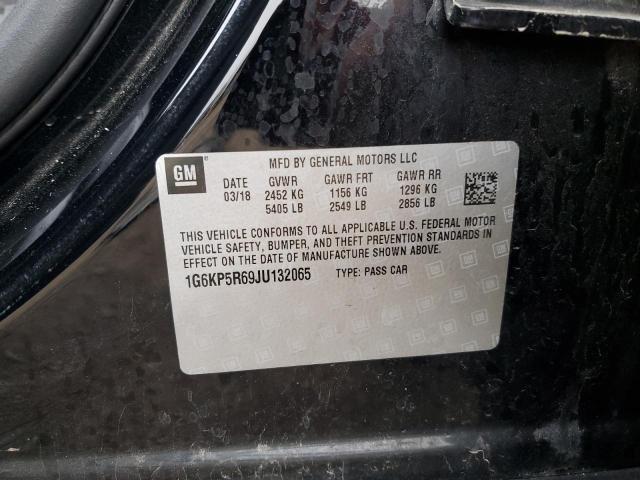 GM MFD BY GENERAL MOTORS LLC
DATE GVWR GAWR FRT GAWR RR
03/18 2452 KG 1156 KG 1296 KG
5405 LB 2549 LB 2856 LB
THIS VEHICLE CONFORMS TO ALL APPLICABLE U.S. FEDERAL MOTOR
VEHICLE SAFETY, BUMPER, AND THEFT PREVENTION STANDARDS IN
EFFECT ON THE DATE OF MANUFACTURE SHOWN ABOVE.
1G6KP5R69JU132065 TYPE: PASS CAR